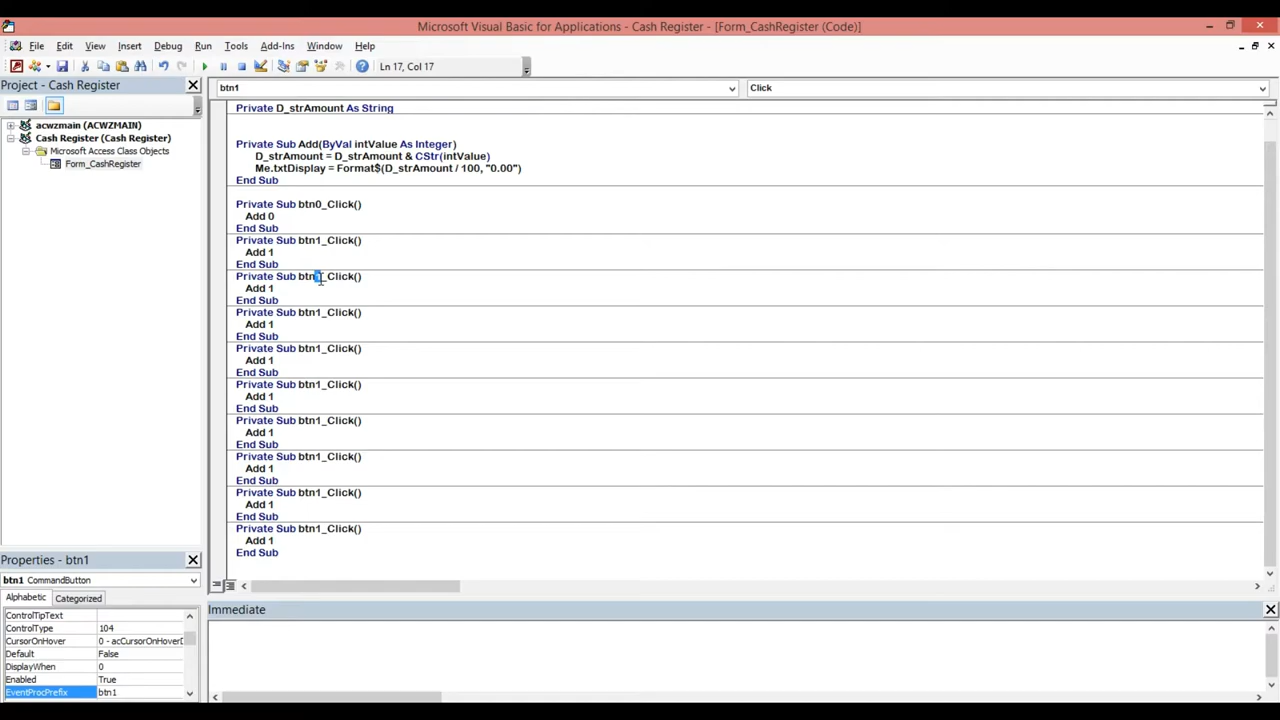 Microsoft Visual Basic for Applications - Cash Register - [Form_CashRegister (Code)]
File Edit View Insert Debug Run Tools Add-Ins Window Help
Ln 17, Col 17
Project - Cash Register
btn1 Click
acwzmain (ACWZMAIN)
Cash Register (Cash Register)
Microsoft Access Class Objects
Form_CashRegister
Private D_strAmount As String
Private Sub Add(ByVal intValue As Integer)
D_strAmount = D_strAmount & CStr(intValue)
Me.txtDisplay = Format$(D_strAmount / 100, "0.00")
End Sub
Private Sub btn0_Click()
Add 0
End Sub
Private Sub btn1_Click()
Add 1
End Sub
Private Sub btn1_Click()
Add 1
End Sub
Private Sub btn1_Click()
Add 1
End Sub
Private Sub btn1_Click()
Add 1
End Sub
Private Sub btn1_Click()
Add 1
End Sub
Private Sub btn1_Click()
Add 1
End Sub
Private Sub btn1_Click()
Add 1
End Sub
Private Sub btn1_Click()
Add 1
End Sub
Private Sub btn1_Click()
Add 1
End Sub
Properties - btn1
btn1 CommandButton
Alphabetic Categorized
ControlTipText
ControlType 104
CursorOnHover 0 - acCursorOnHoverD
Default False
DisplayWhen 0
Enabled True
EventProcPrefix btn1
Immediate